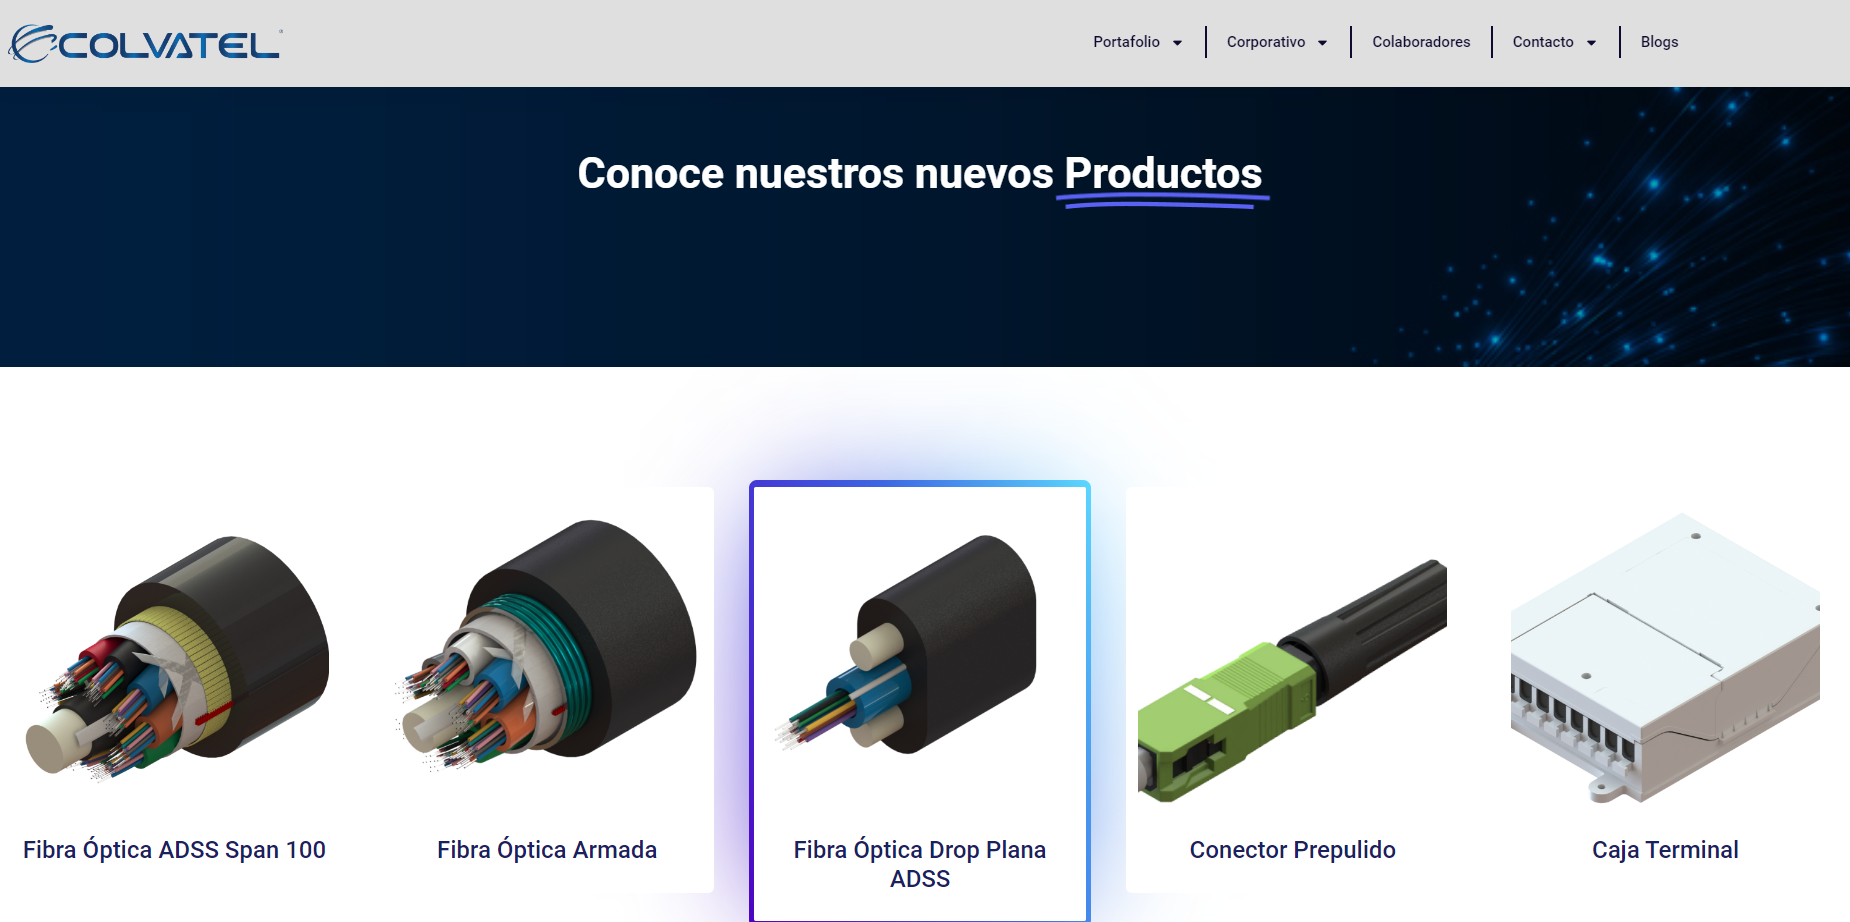 COLVATEL
Portafolio
Corporativo
Colaboradores
Contacto
Blogs
Conoce nuestros nuevos Productos
Fibra Óptica ADSS Span 100
Fibra Óptica Armada
Fibra Óptica Drop Plana
ADSS
Conector Prepulido
Caja Terminal